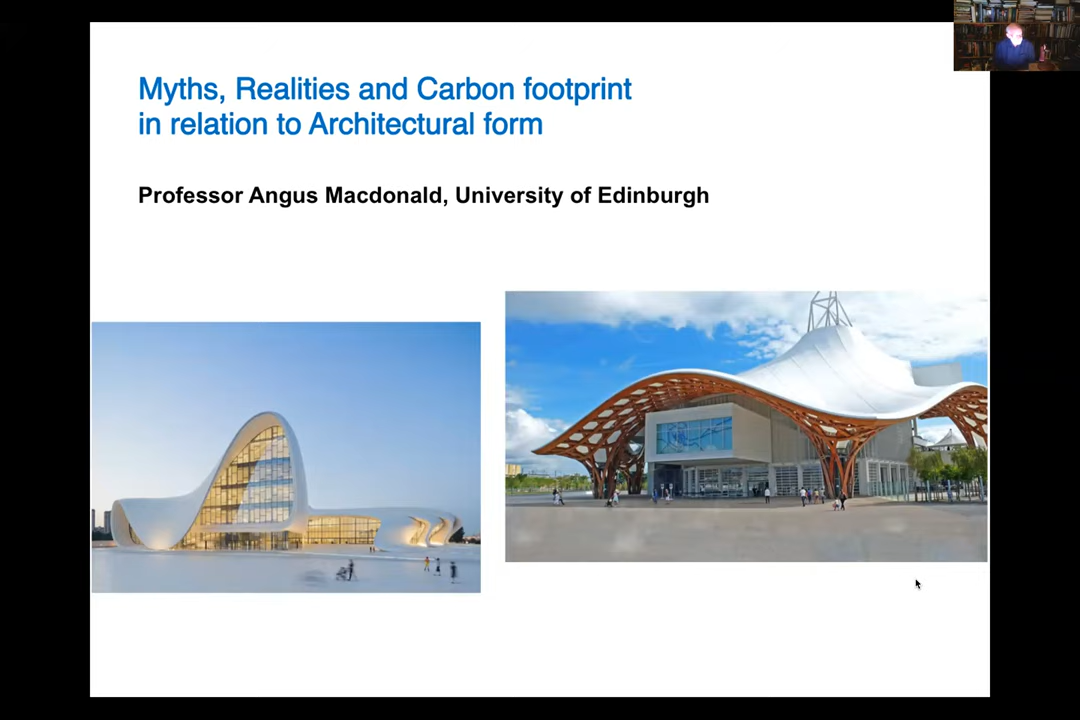 Myths, Realities and Carbon footprint
in relation to Architectural form
Professor Angus Macdonald, University of Edinburgh